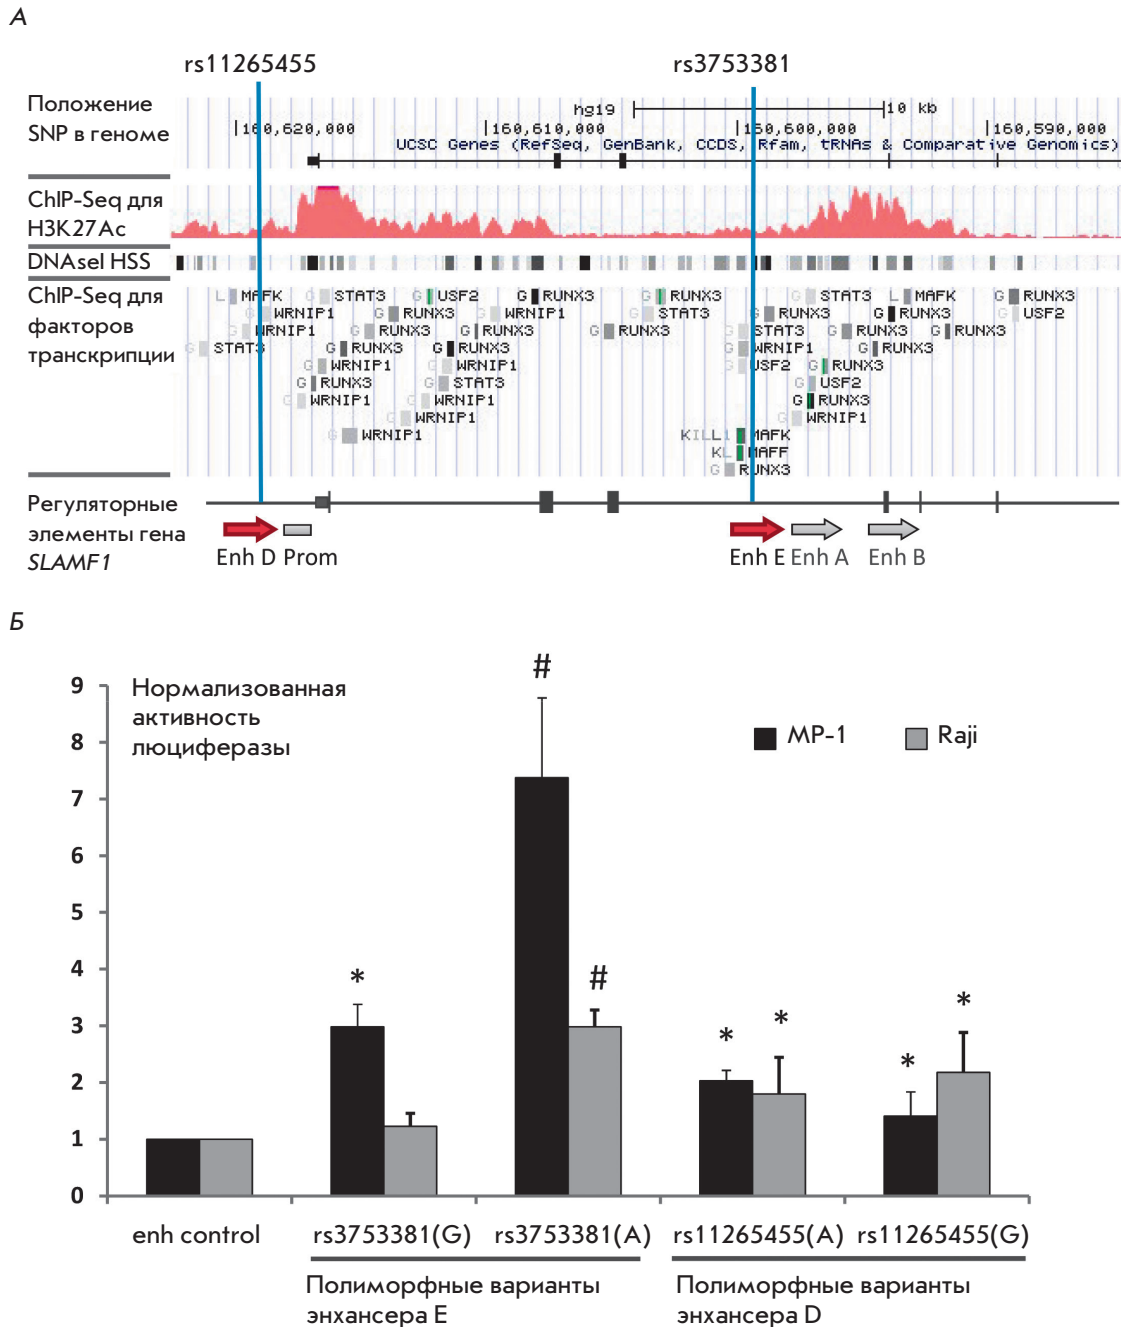 А
rs11265455
rs3753381
Положение
SNP в геноме
hg19
10 kb
160,620,000
160,610,000
160,600,000
160,590,000
UCSC Genes (RefSeq, GenBank, CCDS, Rfam, tRNAs & Comparative Genomics)
ChIP-Seq для
H3K27Ac
DNAseI HSS
ChIP-Seq для
факторов
транскрипции
L MAFK G STAT3 G USF2 G RUNX3 G RUNX3 G STAT3 L MAFK G RUNX3
G WRNIP1 G RUNX3 G WRNIP1 G STAT3 G RUNX3 G RUNX3 G USF2
G WRNIP1 G RUNX3 G RUNX3 G RUNX3 G STAT3 G RUNX3 G RUNX3
G STAT3 G RUNX3 G RUNX3 G WRNIP1 G RUNX3
G WRNIP1 G WRNIP1 G USF2 G RUNX3
G RUNX3 G STAT3 G USF2
G WRNIP1 G WRNIP1 G RUNX3
G WRNIP1 G WRNIP1
G WRNIP1 KILL1 MAFK
KL MAFF
G RUNX3
Регуляторные
элементы гена
SLAMF1
Enh D Prom
Enh E Enh A Enh B
Б
Нормализованная
активность
люциферазы
MP-1
Raji
9
8
7
6
5
4
3
2
1
0
*
#
#
*
*
*
*
enh control
rs3753381(G)
rs3753381(A)
rs11265455(A)
rs11265455(G)
Полиморфные варианты
энхансера E
Полиморфные варианты
энхансера D